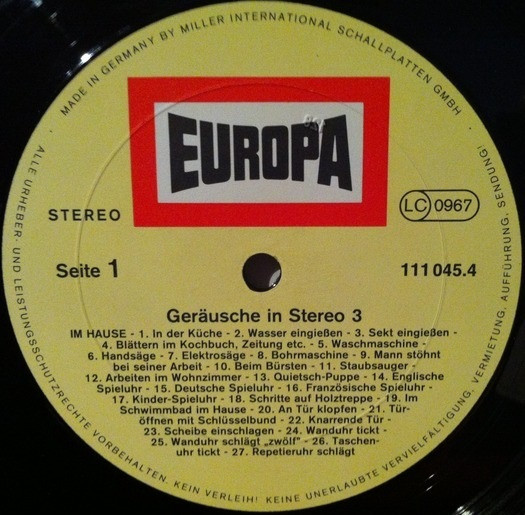 MADE IN GERMANY BY MILLER INTERNATIONAL SCHALLPLATTEN GMBH
ALLE URHEBER- UND LEISTUNGSSCHUTZRECHTE VORBEHALTEN. KEIN VERLEIH! KEINE UNERLAUBTE VERVIELFÄLTIGUNG, VERMIETUNG, AUFFÜHRUNG, SENDUNG!
EUROPA
STEREO
LC 0967
Seite 1
111 045.4
Geräusche in Stereo 3
IM HAUSE - 1. In der Küche - 2. Wasser eingießen - 3. Sekt eingießen -
4. Blättern im Kochbuch, Zeitung etc. - 5. Waschmaschine -
6. Handsäge - 7. Elektrosäge - 8. Bohrmaschine - 9. Mann stöhnt
bei seiner Arbeit - 10. Beim Bürsten - 11. Staubsauger -
12. Arbeiten im Wohnzimmer - 13. Quietsch-Puppe - 14. Englische
Spieluhr - 15. Deutsche Spieluhr - 16. Französische Spieluhr -
17. Kinder-Spieluhr - 18. Schritte auf Holztreppe - 19. Im
Schwimmbad im Hause - 20. An Tür klopfen - 21. Tür-
öffnen mit Schlüsselbund - 22. Knarrende Tür -
23. Scheibe einschlagen - 24. Wanduhr tickt -
25. Wanduhr schlägt „zwölf" - 26. Taschen-
uhr tickt - 27. Repetieruhr schlägt